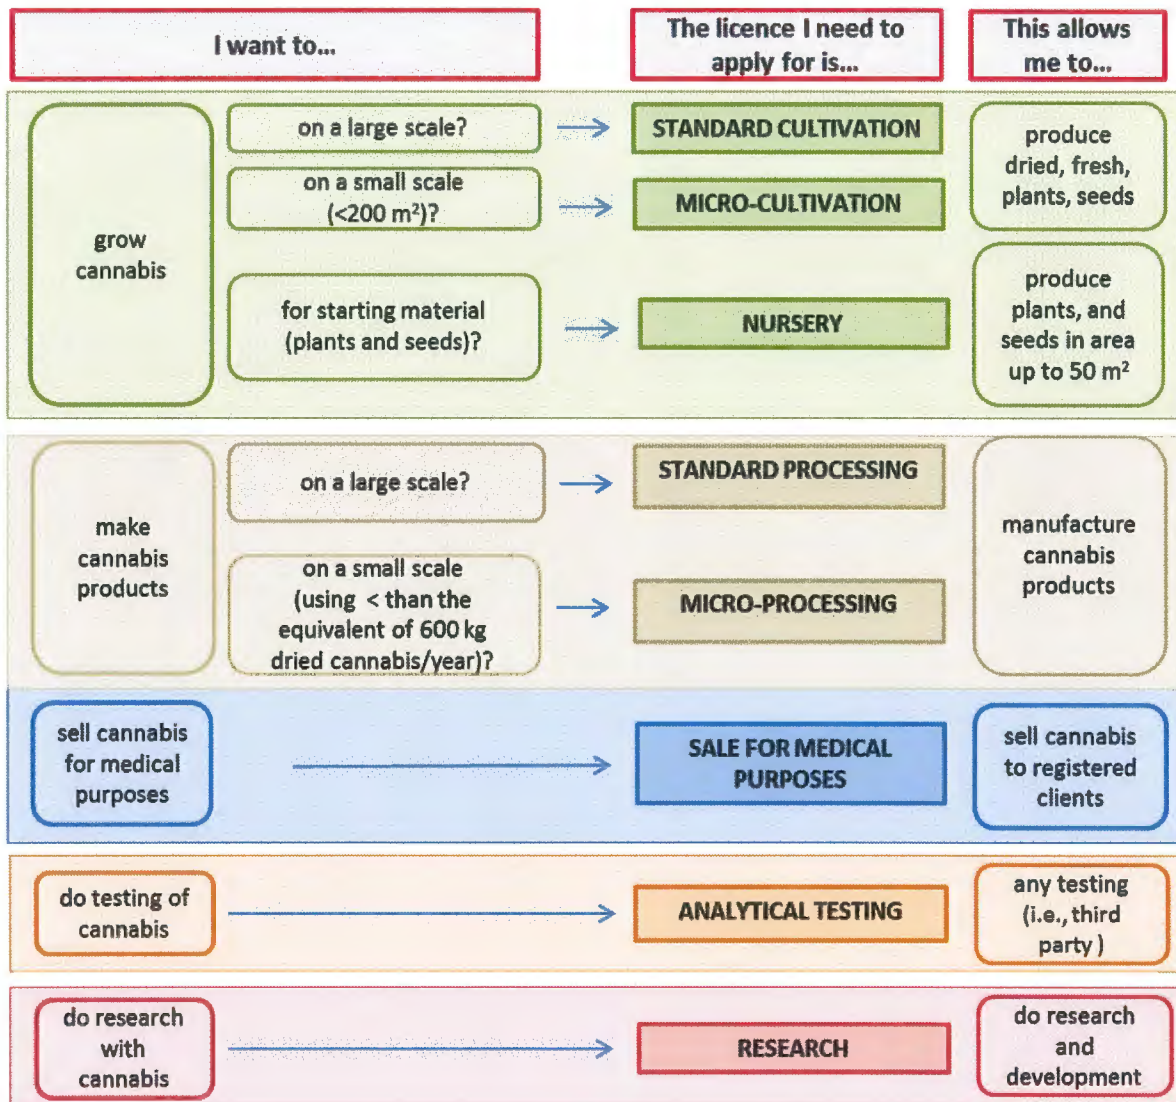 I want to...
The licence I need to
apply for is...
This allows
me to...
grow
cannabis
on a large scale?
STANDARD CULTIVATION
produce
dried, fresh,
plants, seeds
on a small scale
(<200 m²)?
MICRO-CULTIVATION
for starting material
(plants and seeds)?
NURSERY
produce
plants, and
seeds in area
up to 50 m²
make
cannabis
products
on a large scale?
STANDARD PROCESSING
manufacture
cannabis
products
on a small scale
(using < than the
equivalent of 600 kg
dried cannabis/year)?
MICRO-PROCESSING
sell cannabis
for medical
purposes
SALE FOR MEDICAL
PURPOSES
sell cannabis
to registered
clients
do testing of
cannabis
ANALYTICAL TESTING
any testing
(i.e., third
party )
do research
with
cannabis
RESEARCH
do research
and
development